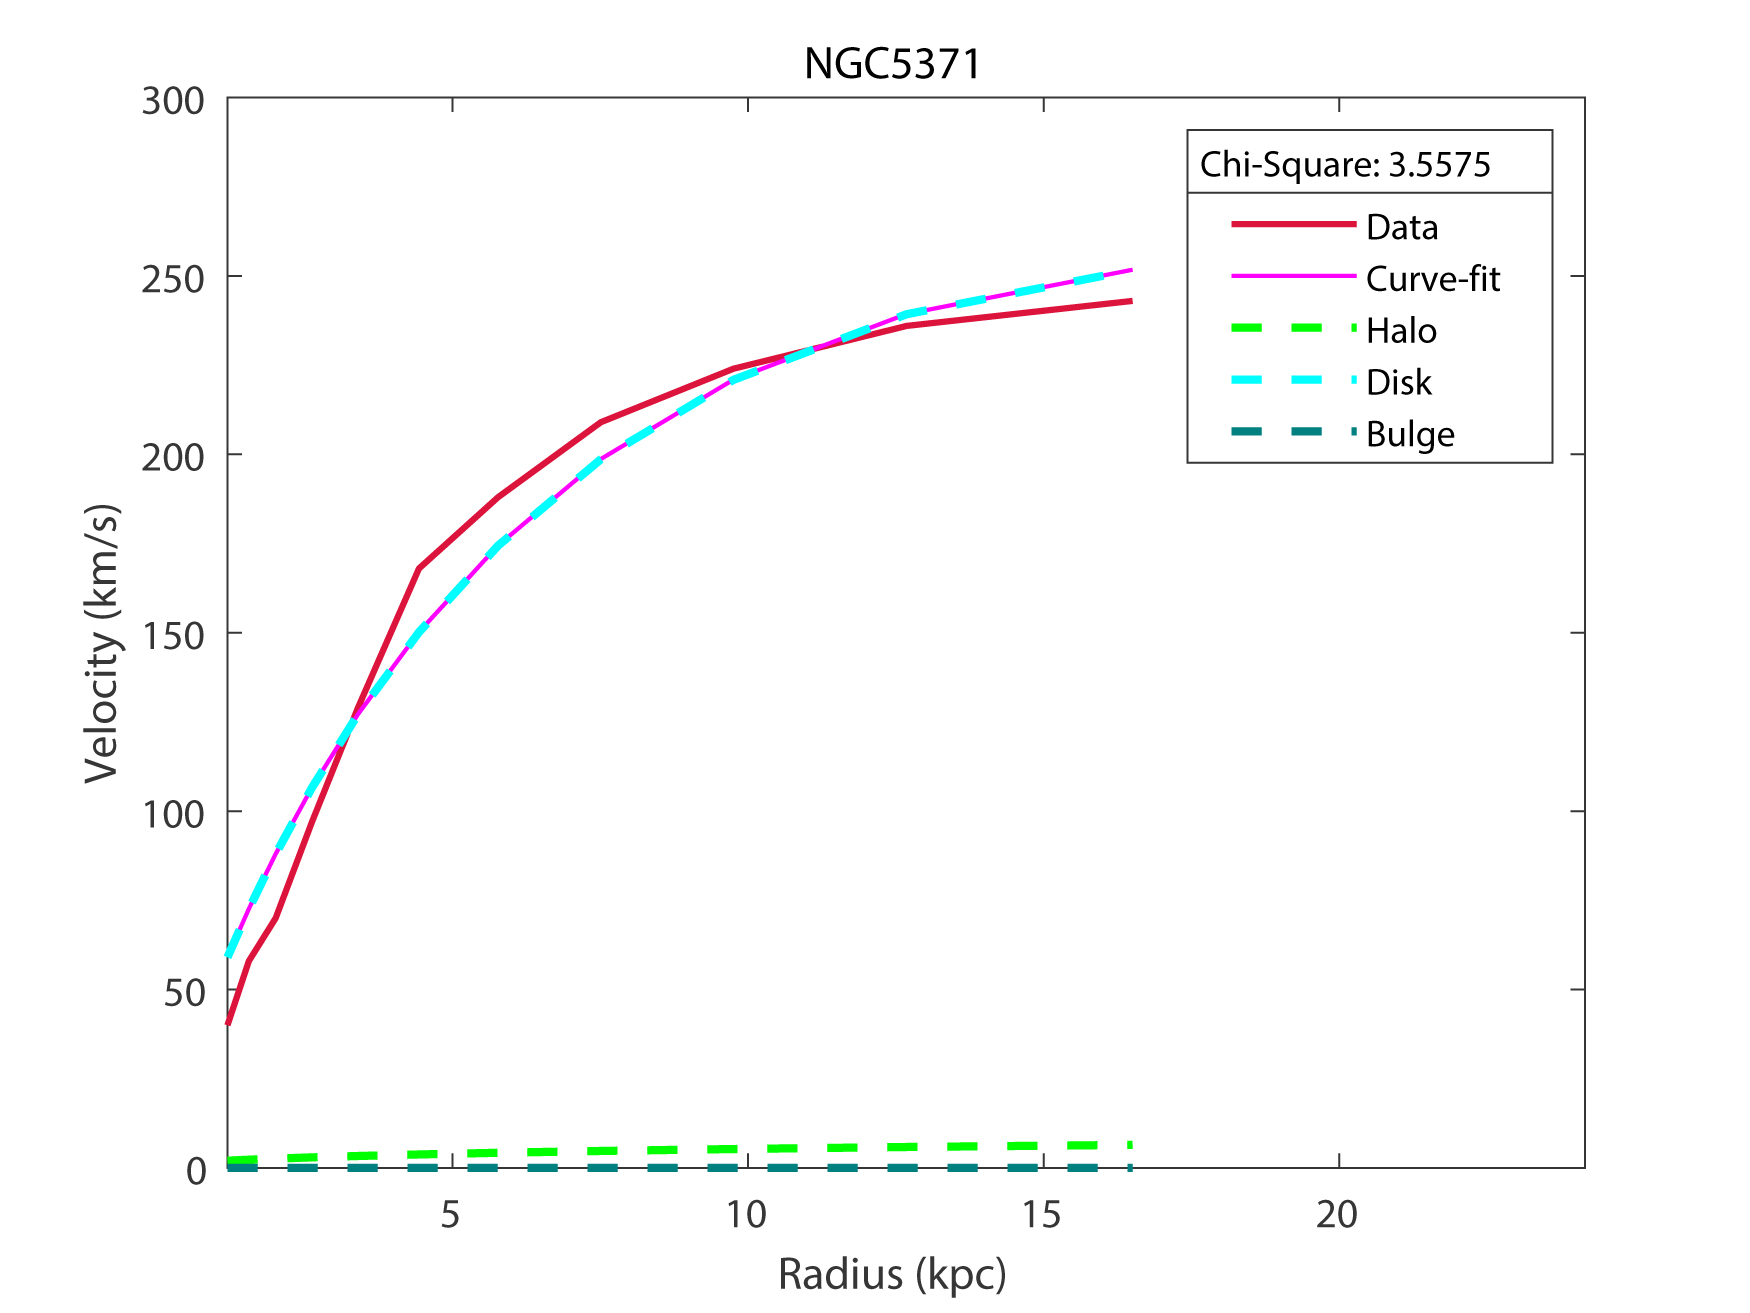 NGC5371
300
250
200
150
100
50
0
Velocity (km/s)
Chi-Square: 3.5575
Data
Curve-fit
Halo
Disk
Bulge
5 10 15 20
Radius (kpc)